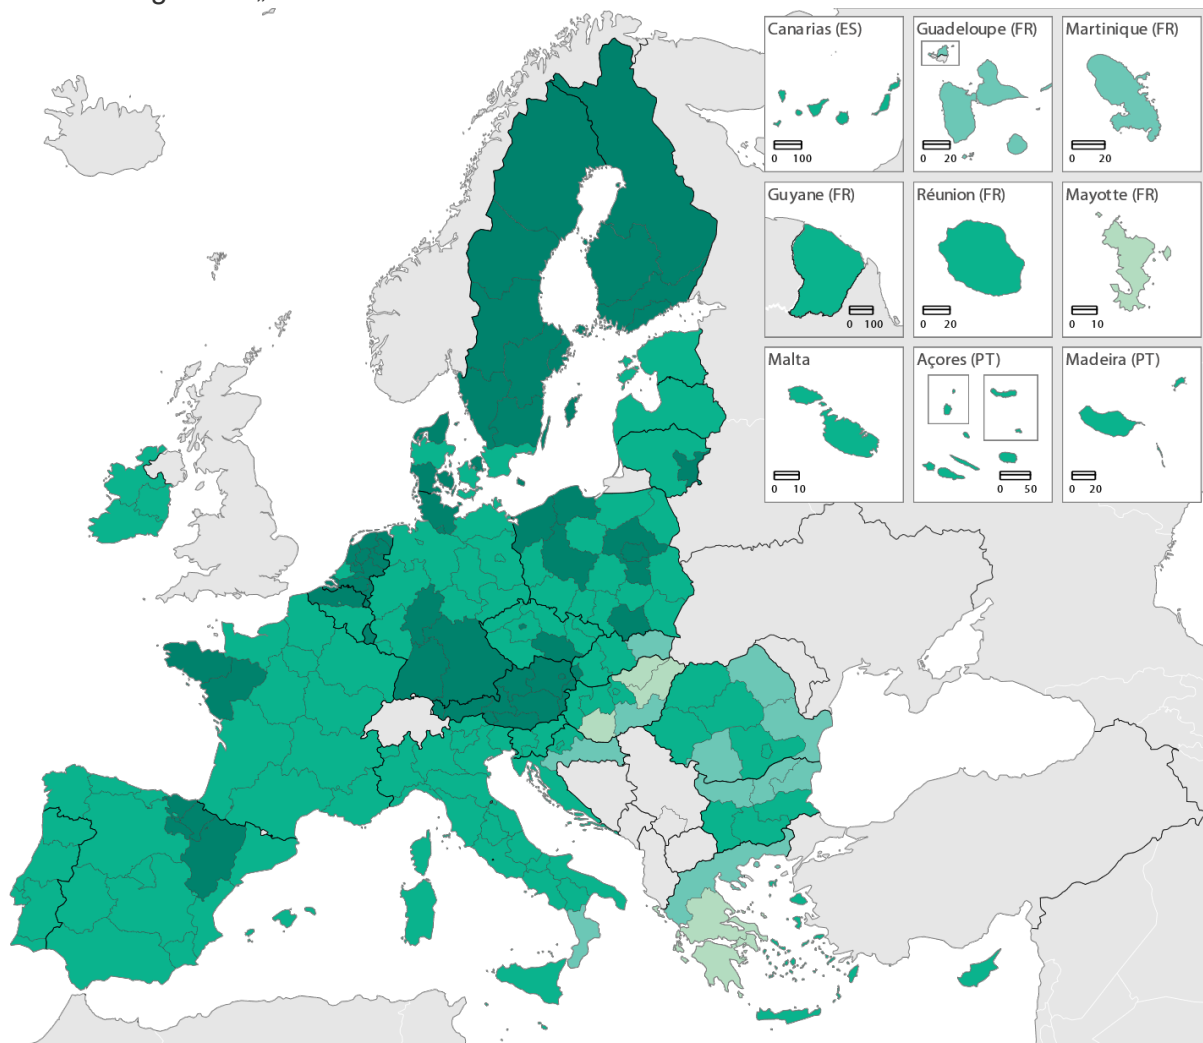 Canarias (ES)
0 100
Guadeloupe (FR)
0 20
Martinique (FR)
0 20
Guyane (FR)
0 100
Réunion (FR)
0 20
Mayotte (FR)
0 10
Malta
0 10
Açores (PT)
0 50
Madeira (PT)
0 20